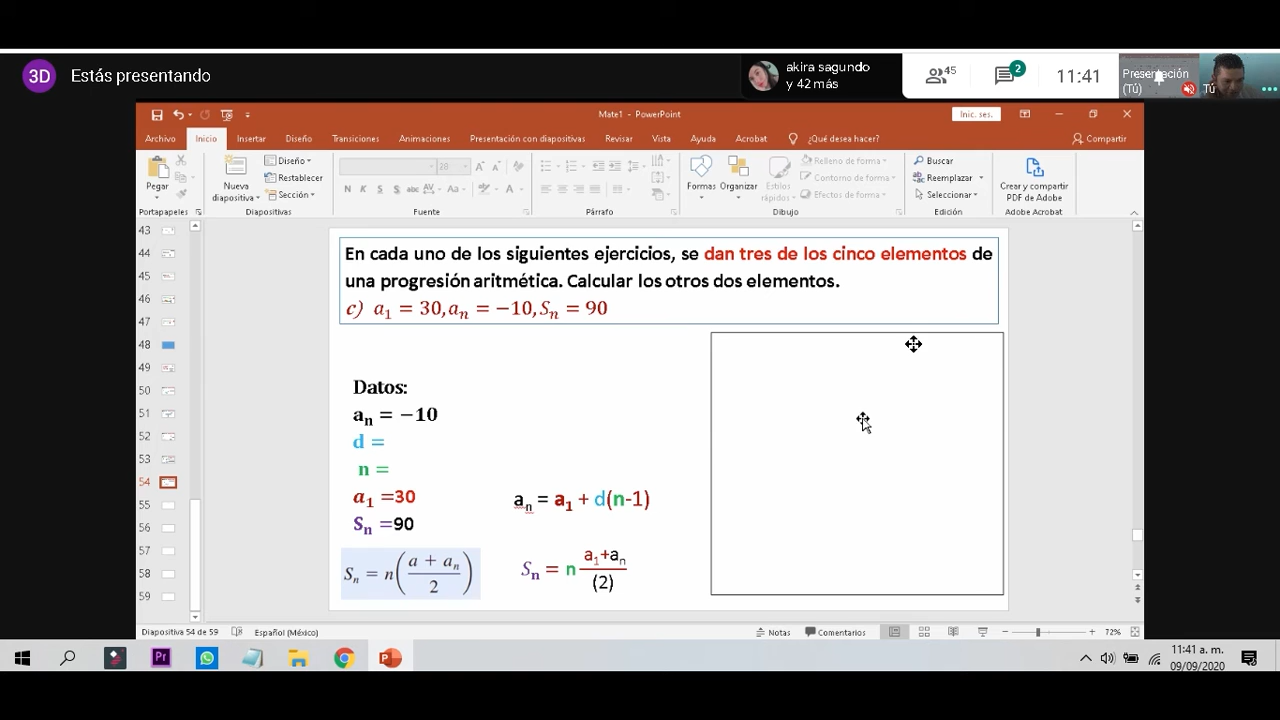 3D Estás presentando
akira sagundo
y 42 más
45
2
11:41
Presentación
(Tú)
Tú
Mate1 - PowerPoint
Inic. ses.
Archivo Inicio Insertar Diseño Transiciones Animaciones Presentación con diapositivas Revisar Vista Ayuda Acrobat ¿Qué desea hacer? Compartir
Pegar
Nueva
diapositiva
Diseño
Restablecer
Sección
28
N K S S abc AV Aa A
Formas
Organizar
Estilos
rápidos
Relleno de forma
Contorno de forma
Efectos de forma
Buscar
Reemplazar
Seleccionar
Crear y compartir
PDF de Adobe
Portapapeles Diapositivas Fuente Párrafo Dibujo Edición Adobe Acrobat
43
44
45
46
47
48
49
50
51
52
53
54
55
56
57
58
59
En cada uno de los siguientes ejercicios, se dan tres de los cinco elementos de
una progresión aritmética. Calcular los otros dos elementos.
c) a₁ = 30, aₙ = −10, Sₙ = 90
Datos:
aₙ = −10
d =
n =
a₁ =30
Sₙ =90
aₙ = a₁ + d(n-1)
Sₙ = n((a + aₙ)/2)
Sₙ = n (a₁+aₙ)/(2)
Diapositiva 54 de 59 Español (México) Notas Comentarios 72%
Pr
P
11:41 a. m.
09/09/2020